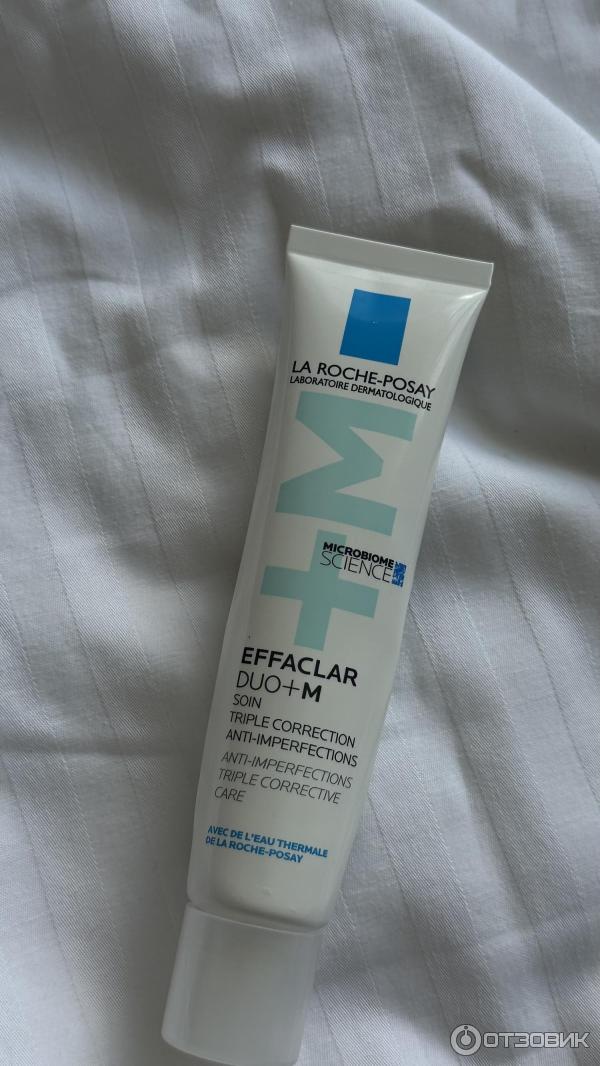 LA ROCHE-POSAY
LABORATOIRE DERMATOLOGIQUE
+M
MICROBIOME
SCIENCE
EFFACLAR
DUO+M
SOIN
TRIPLE CORRECTION
ANTI-IMPERFECTIONS
ANTI-IMPERFECTIONS
TRIPLE CORRECTIVE
CARE
AVEC DE L'EAU THERMALE
DE LA ROCHE-POSAY
ОТЗОВИК